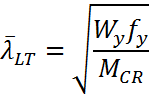 λ̄_LT = √(W_y f_y / M_CR)